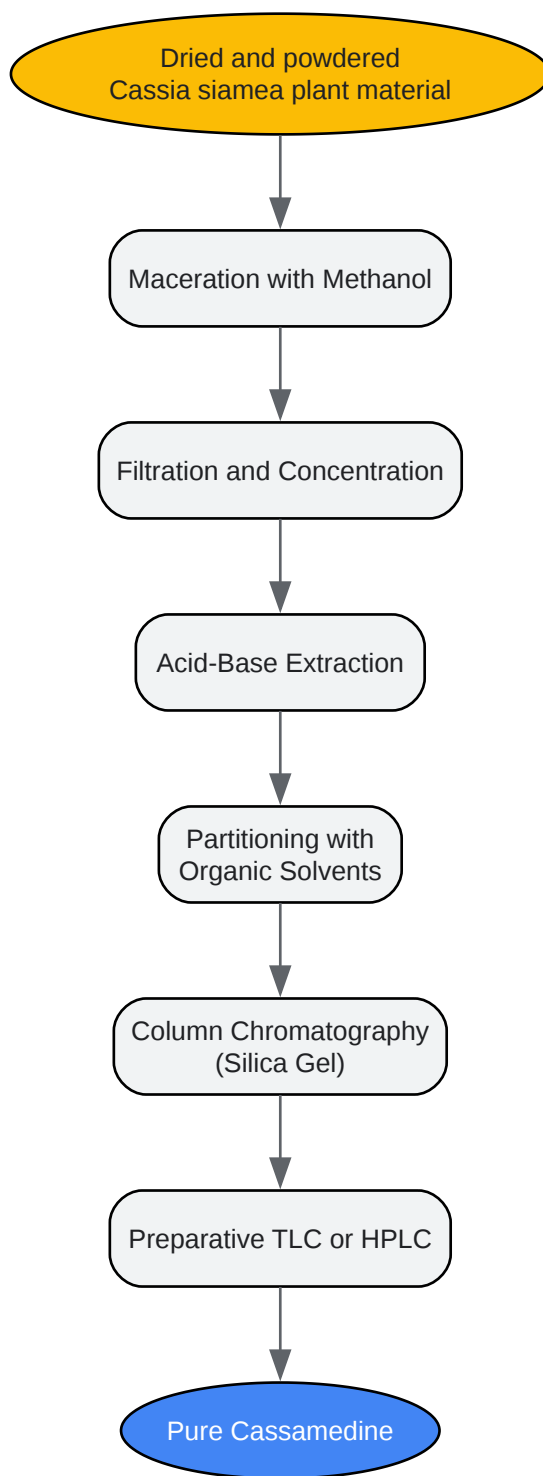 Dried and powdered
Cassia siamea plant material
Maceration with Methanol
Filtration and Concentration
Acid-Base Extraction
Partitioning with
Organic Solvents
Column Chromatography
(Silica Gel)
Preparative TLC or HPLC
Pure Cassamedine